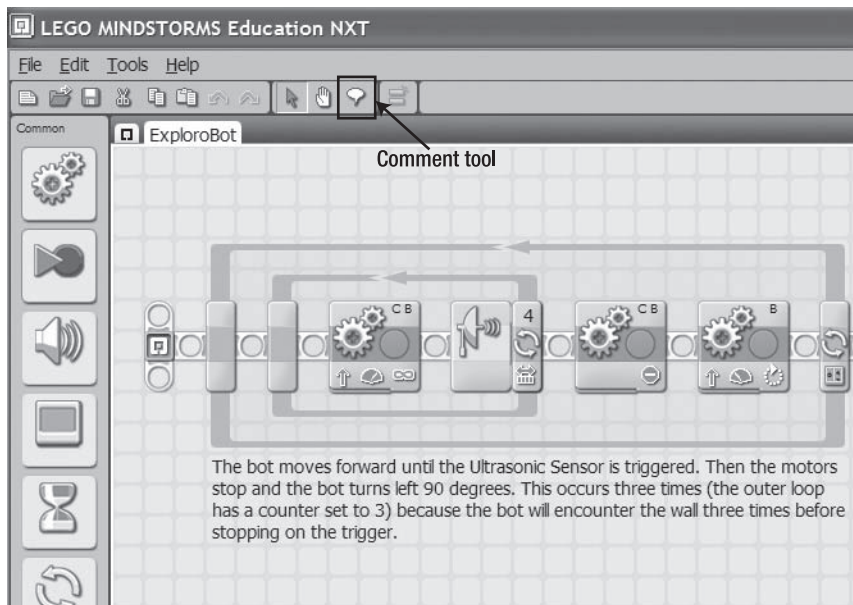 LEGO MINDSTORMS Education NXT
File Edit Tools Help
Common
ExploroBot
Comment tool
C B
4
C B
B
The bot moves forward until the Ultrasonic Sensor is triggered. Then the motors
stop and the bot turns left 90 degrees. This occurs three times (the outer loop
has a counter set to 3) because the bot will encounter the wall three times before
stopping on the trigger.